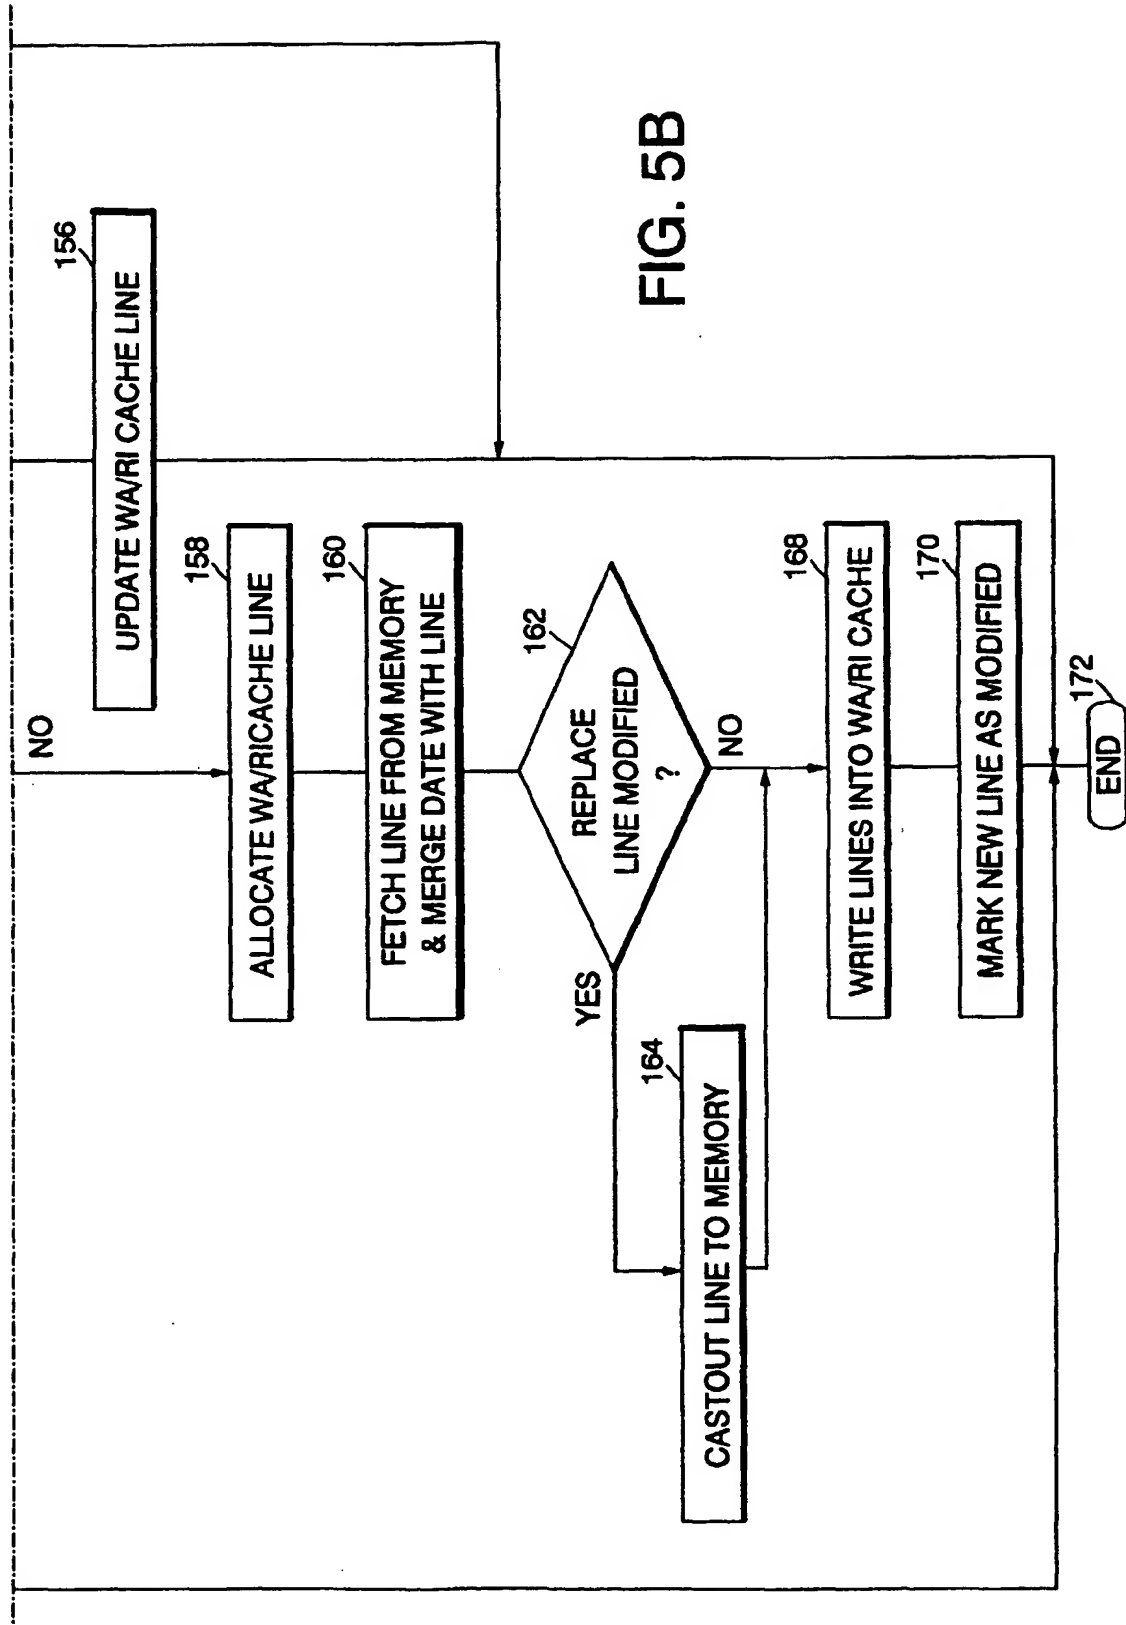 NO
156
UPDATE WA/RI CACHE LINE
158
ALLOCATE WA/RICACHE LINE
160
FETCH LINE FROM MEMORY
& MERGE DATE WITH LINE
162
REPLACE
LINE MODIFIED
?
YES
NO
164
CASTOUT LINE TO MEMORY
168
WRITE LINES INTO WA/RI CACHE
170
MARK NEW LINE AS MODIFIED
172
END
FIG. 5B